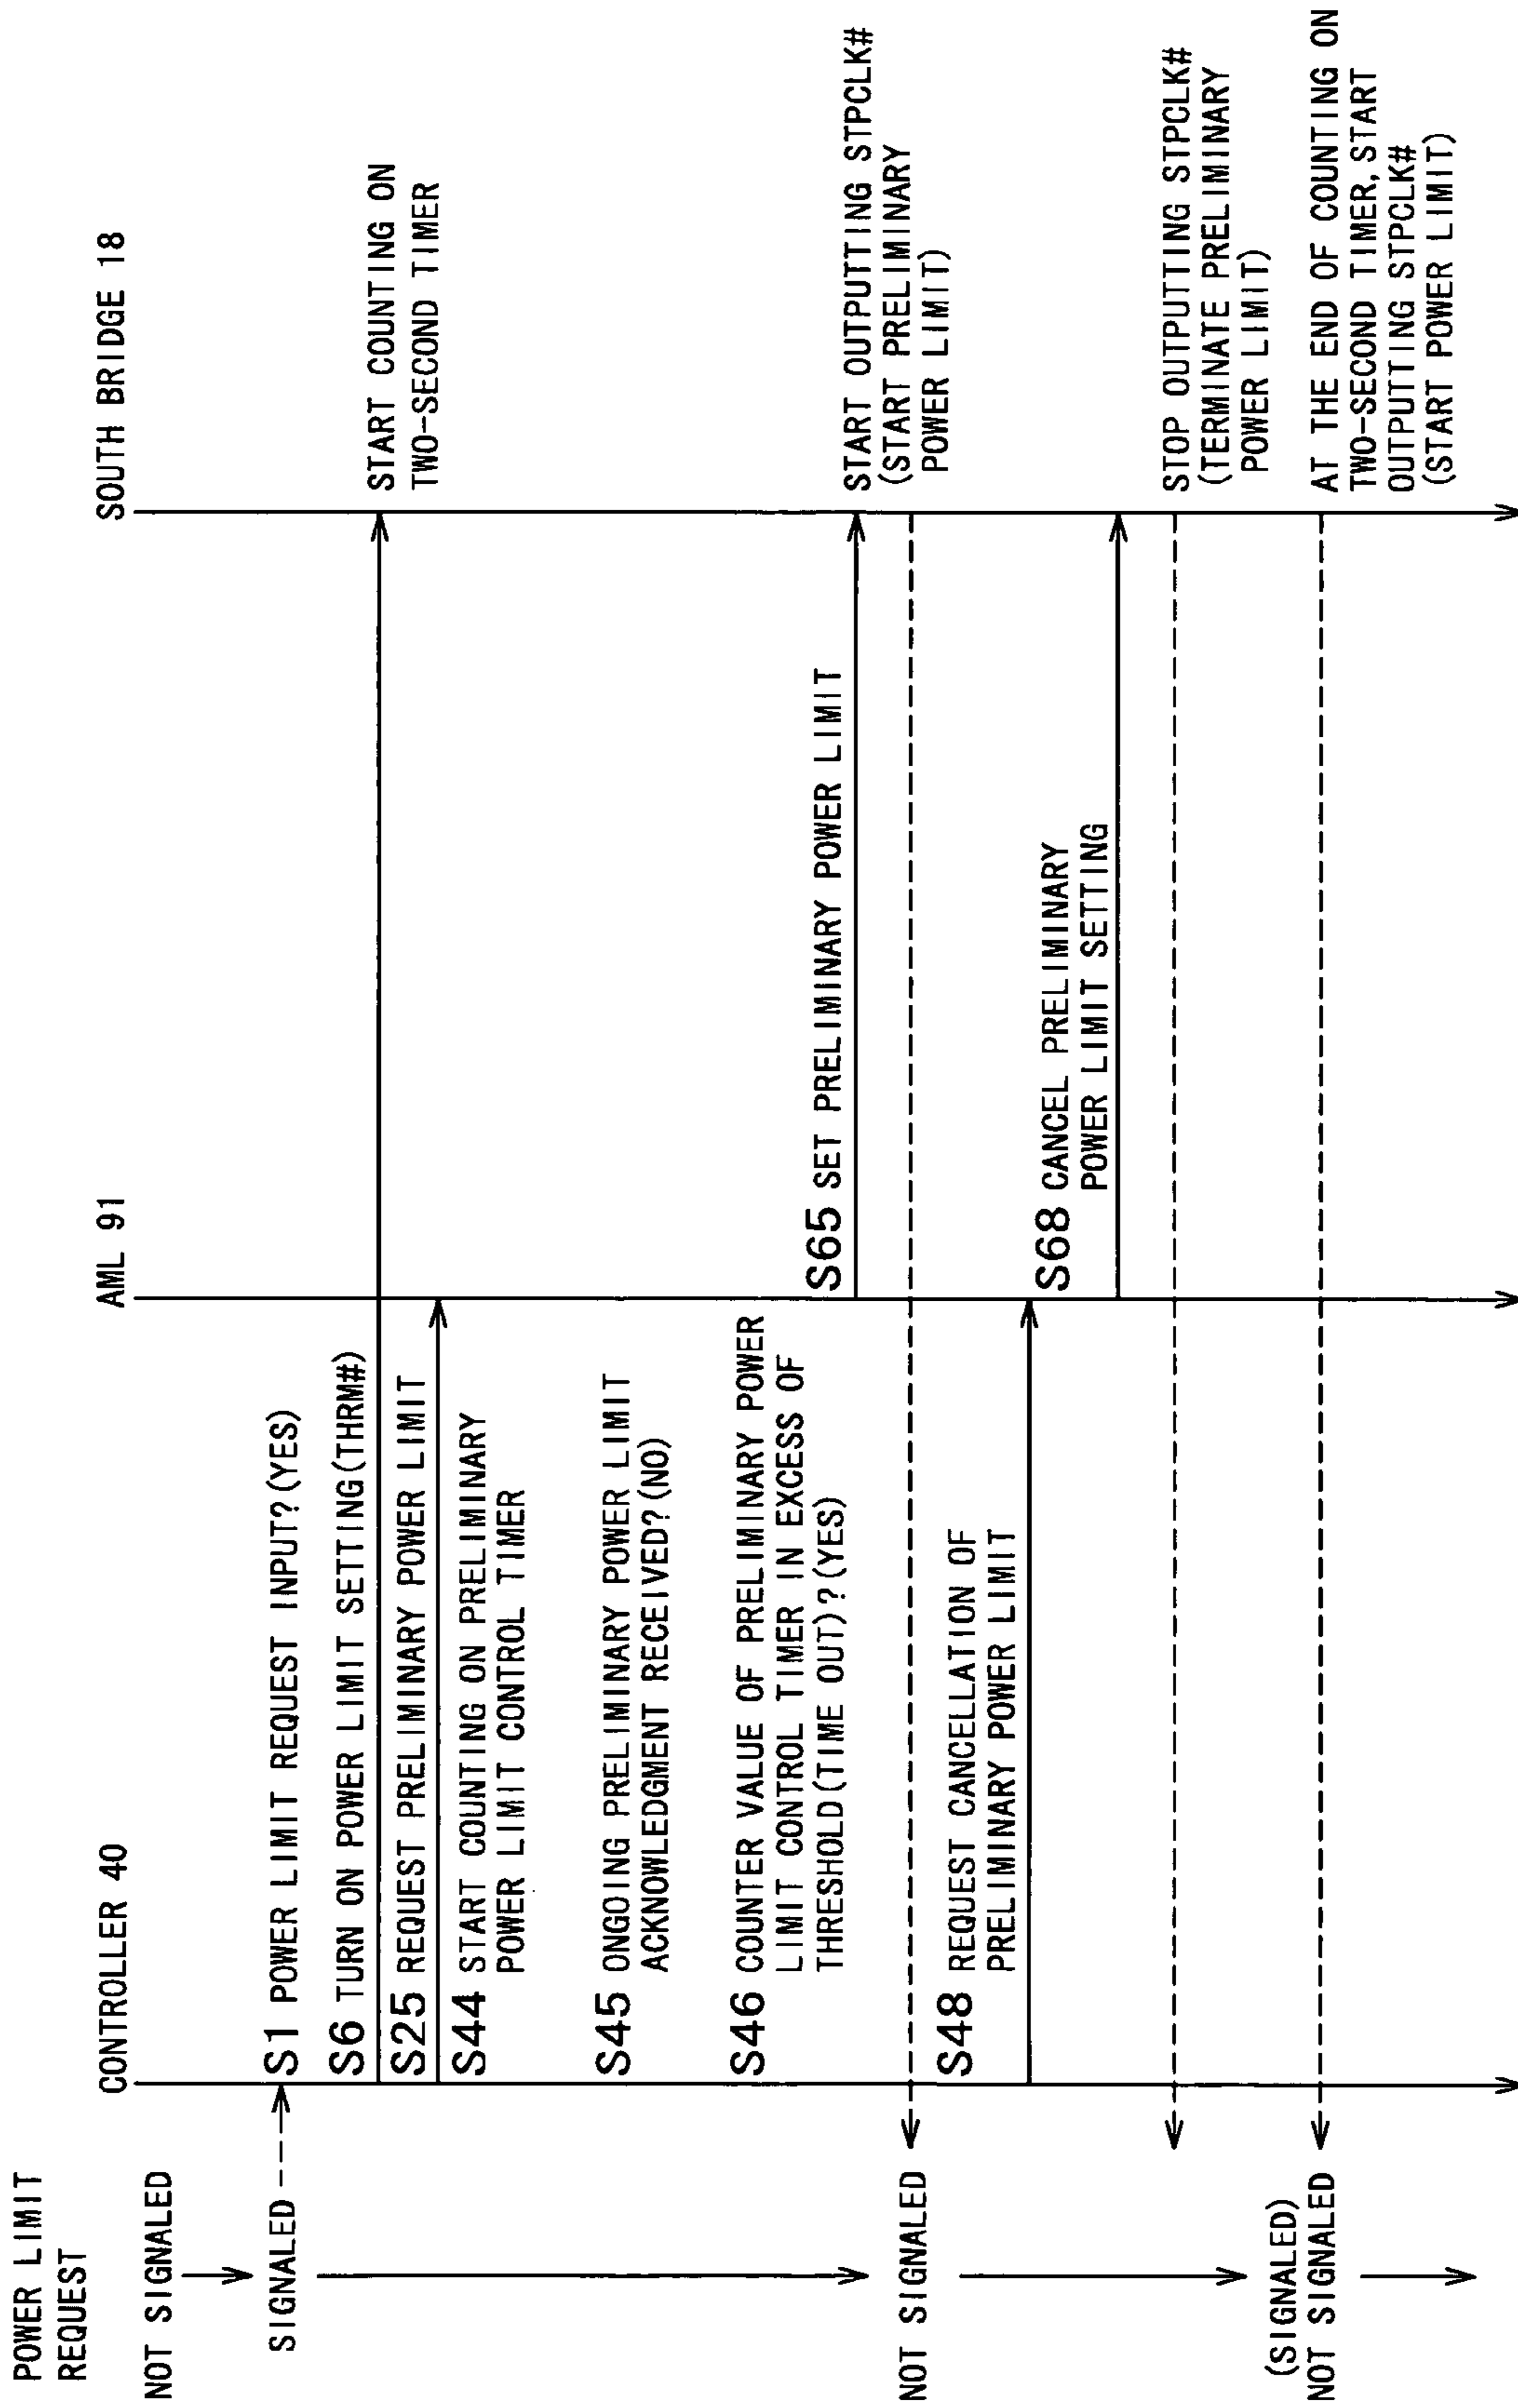 POWER LIMIT
REQUEST
CONTROLLER 40
AML 91
SOUTH BRIDGE 18
NOT SIGNALED
SIGNALED
S1 POWER LIMIT REQUEST INPUT?(YES)
S6 TURN ON POWER LIMIT SETTING(THRM#)
START COUNTING ON
TWO-SECOND TIMER
S25 REQUEST PRELIMINARY POWER LIMIT
S44 START COUNTING ON PRELIMINARY
POWER LIMIT CONTROL TIMER
S45 ONGOING PRELIMINARY POWER LIMIT
ACKNOWLEDGMENT RECEIVED?(NO)
S46 COUNTER VALUE OF PRELIMINARY POWER
LIMIT CONTROL TIMER IN EXCESS OF
THRESHOLD(TIME OUT)?(YES)
S65 SET PRELIMINARY POWER LIMIT
START OUTPUTTING STPCLK#
(START PRELIMINARY
POWER LIMIT)
NOT SIGNALED
S48 REQUEST CANCELLATION OF
PRELIMINARY POWER LIMIT
S68 CANCEL PRELIMINARY
POWER LIMIT SETTING
STOP OUTPUTTING STPCLK#
(TERMINATE PRELIMINARY
POWER LIMIT)
(SIGNALED)
NOT SIGNALED
AT THE END OF COUNTING ON
TWO-SECOND TIMER,START
OUTPUTTING STPCLK#
(START POWER LIMIT)